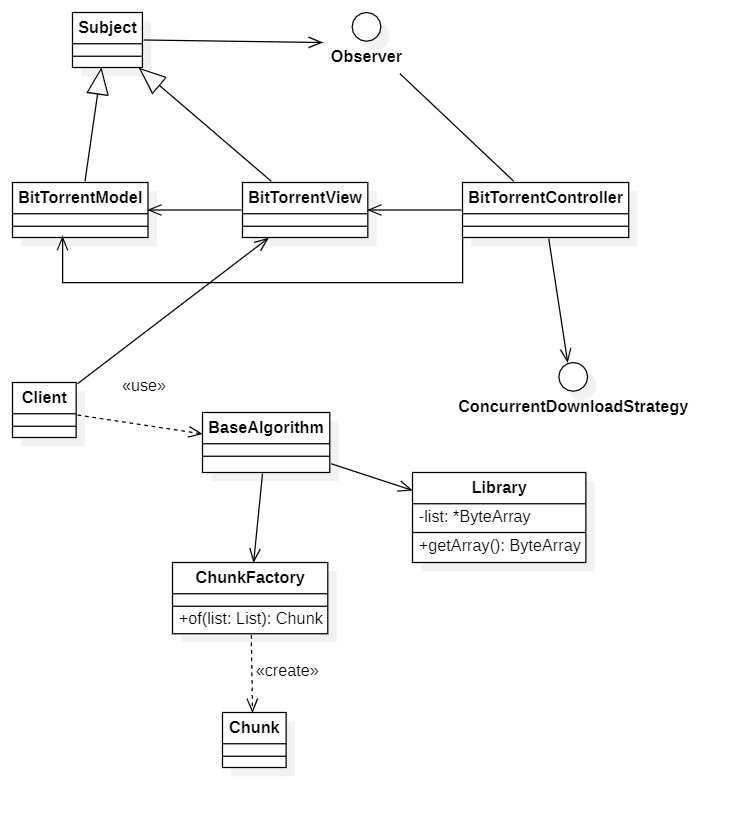 Subject
Observer
BitTorrentModel
BitTorrentView
BitTorrentController
Client
«use»
BaseAlgorithm
ConcurrentDownloadStrategy
Library
-list: *ByteArray
+getArray(): ByteArray
ChunkFactory
+of(list: List): Chunk
«create»
Chunk